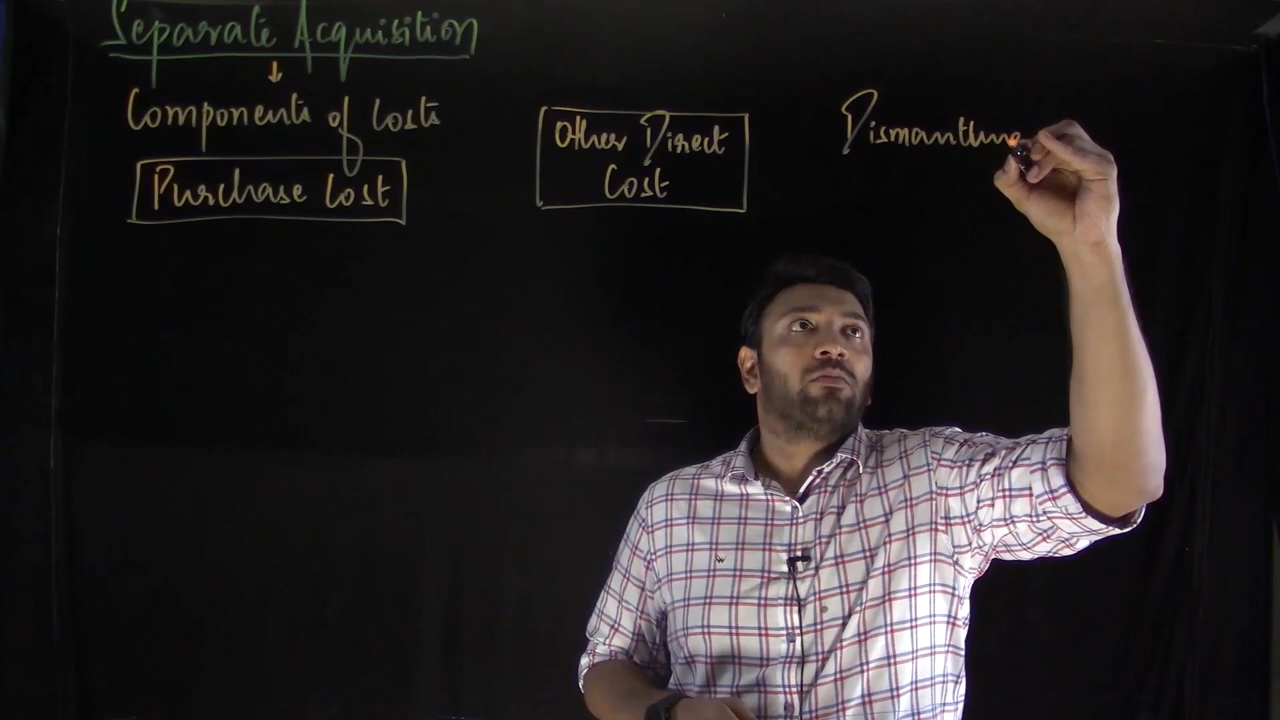 Separate Acquisition
↓
Components of Costs
Purchase Cost
Other Direct
Cost
Dismantling